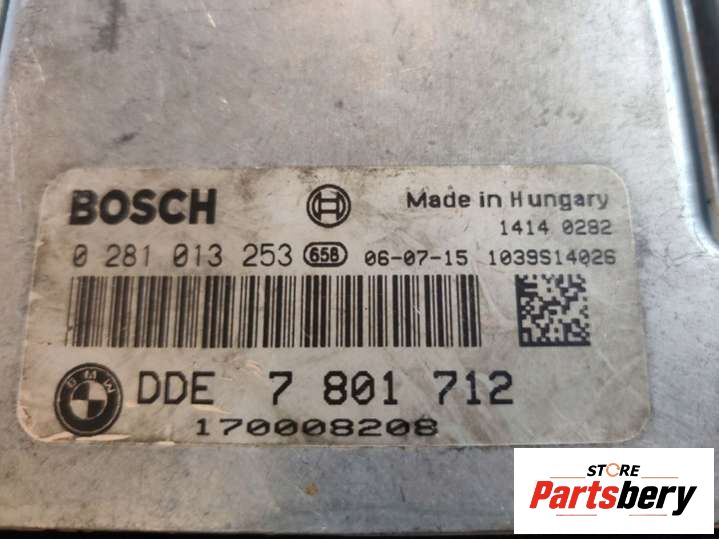 BOSCH Made in Hungary
1414 0282
0 281 013 253 658 06-07-15 1039S14026
BMW DDE 7 801 712
170008208
STORE
Partsbery